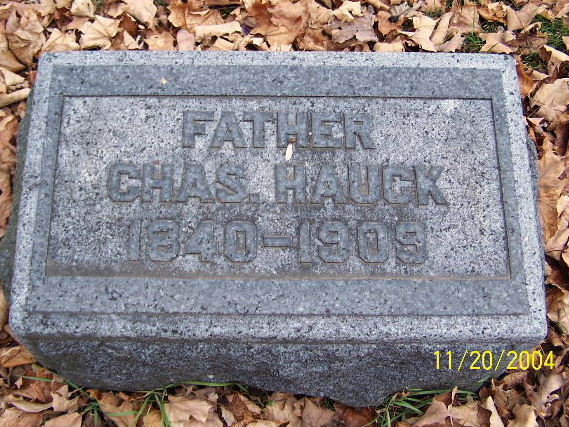 FATHER
CHAS. HAUCK
1840-1909
11/20/2004